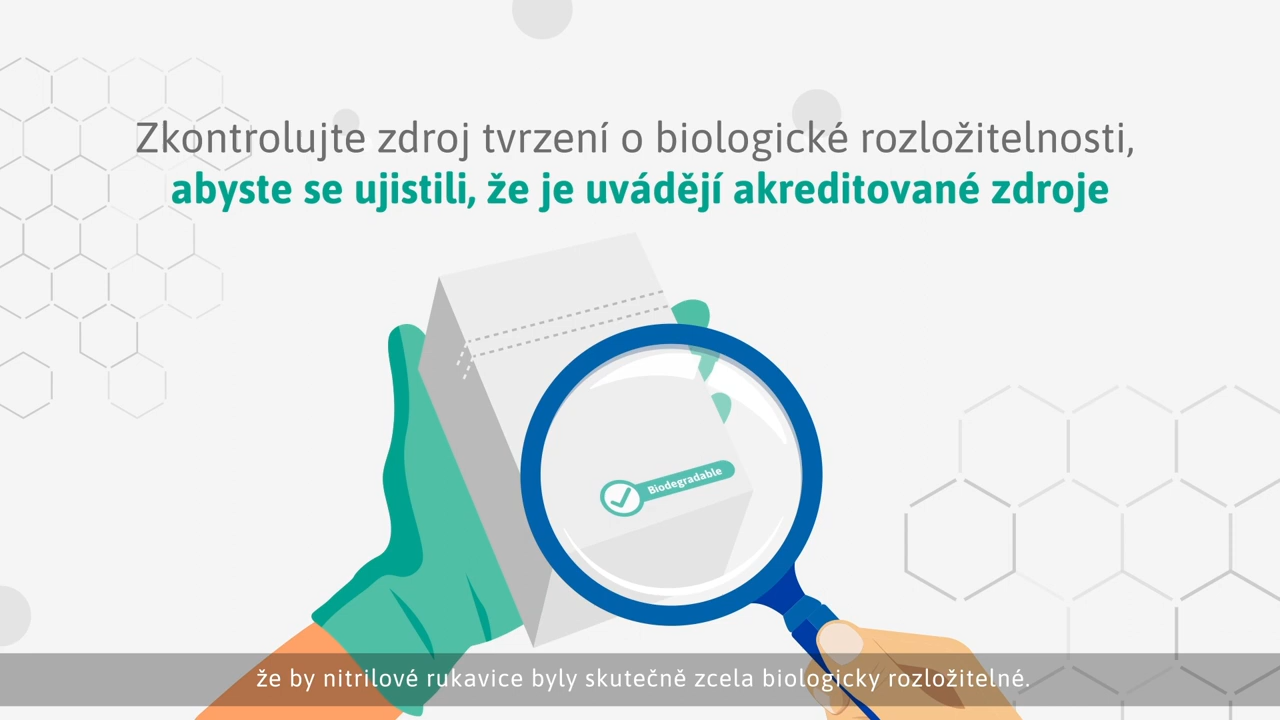 Zkontrolujte zdroj tvrzení o biologické rozložitelnosti,
abyste se ujistili, že je uvádějí akreditované zdroje
Biodegradable
že by nitrilové rukavice byly skutečně zcela biologicky rozložitelné.